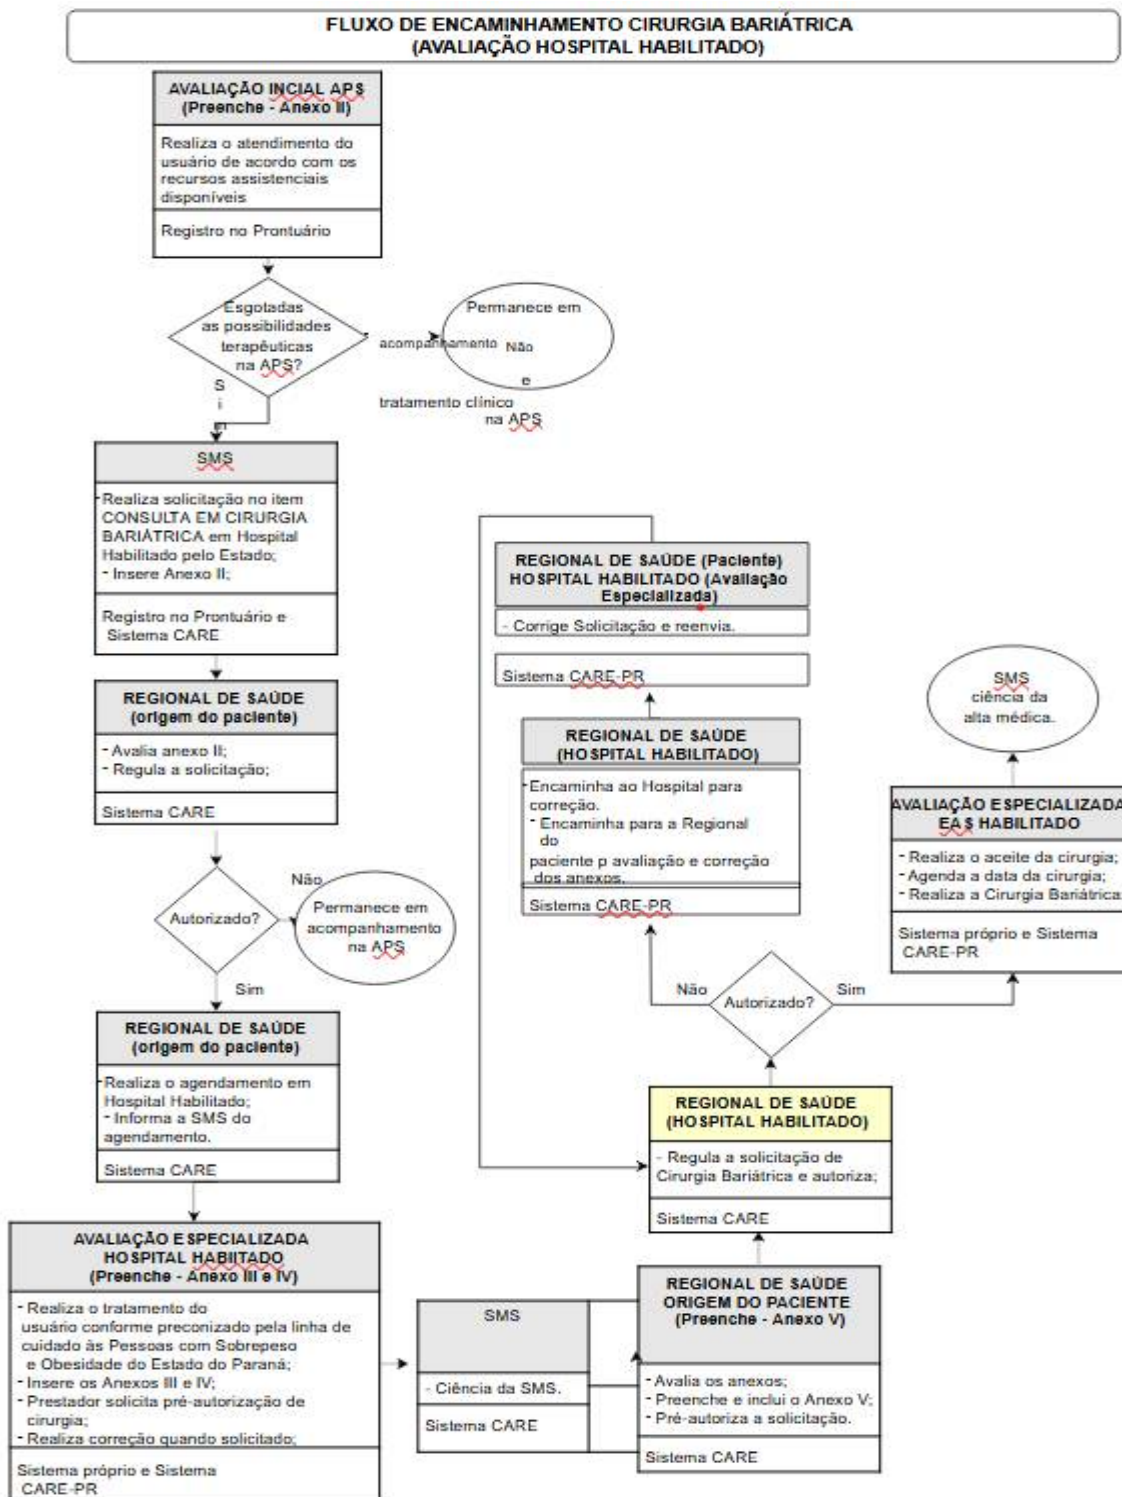 FLUXO DE ENCAMINHAMENTO CIRURGIA BARIÁTRICA
(AVALIAÇÃO HOSPITAL HABILITADO)
AVALIAÇÃO INCIAL APS
(Preenche - Anexo II)
Realiza o atendimento do
usuário de acordo com os
recursos assistenciais
disponíveis
Registro no Prontuário
Esgotadas
as possibilidades
terapêuticas
na APS?
Permanece em
acompanhamento
Não
e
tratamento clínico
na APS
S
i
m
SMS
- Realiza solicitação no item
CONSULTA EM CIRURGIA
BARIÁTRICA em Hospital
Habilitado pelo Estado;
- Insere Anexo II;
Registro no Prontuário e
Sistema CARE
REGIONAL DE SAÚDE
(origem do paciente)
- Avalia anexo II;
- Regula a solicitação;
Sistema CARE
Autorizado?
Não
Permanece em
acompanhamento
na APS
Sim
REGIONAL DE SAÚDE
(origem do paciente)
- Realiza o agendamento em
Hospital Habilitado;
- Informa a SMS do
agendamento.
Sistema CARE
AVALIAÇÃO ESPECIALIZADA
HOSPITAL HABIITADO
(Preenche - Anexo III e IV)
- Realiza o tratamento do
usuário conforme preconizado pela linha de
cuidado às Pessoas com Sobrepeso
e Obesidade do Estado do Paraná;
- Insere os Anexos III e IV;
- Prestador solicita pré-autorização de
cirurgia;
- Realiza correção quando solicitado;
Sistema próprio e Sistema
CARE-PR
SMS
- Ciência da SMS.
Sistema CARE
REGIONAL DE SAÚDE
ORIGEM DO PACIENTE
(Preenche - Anexo V)
- Avalia os anexos;
- Preenche e inclui o Anexo V;
- Pré-autoriza a solicitação.
Sistema CARE
REGIONAL DE SAÚDE
(HOSPITAL HABILITADO)
- Regula a solicitação de
Cirurgia Bariátrica e autoriza;
Sistema CARE
Autorizado?
Não
Sim
REGIONAL DE SAÚDE
(HOSPITAL HABILITADO)
- Encaminha ao Hospital para
correção.
- Encaminha para a Regional
do
paciente p avaliação e correção
dos anexos.
Sistema CARE-PR
REGIONAL DE SAÚDE (Paciente)
HOSPITAL HABILITADO (Avaliação
Especializada)
- Corrige Solicitação e reenvia.
Sistema CARE-PR
AVALIAÇÃO ESPECIALIZADA
EAS HABILITADO
- Realiza o aceite da cirurgia;
- Agenda a data da cirurgia;
- Realiza a Cirurgia Bariátrica
Sistema próprio e Sistema
CARE-PR
SMS
ciência da
alta médica.